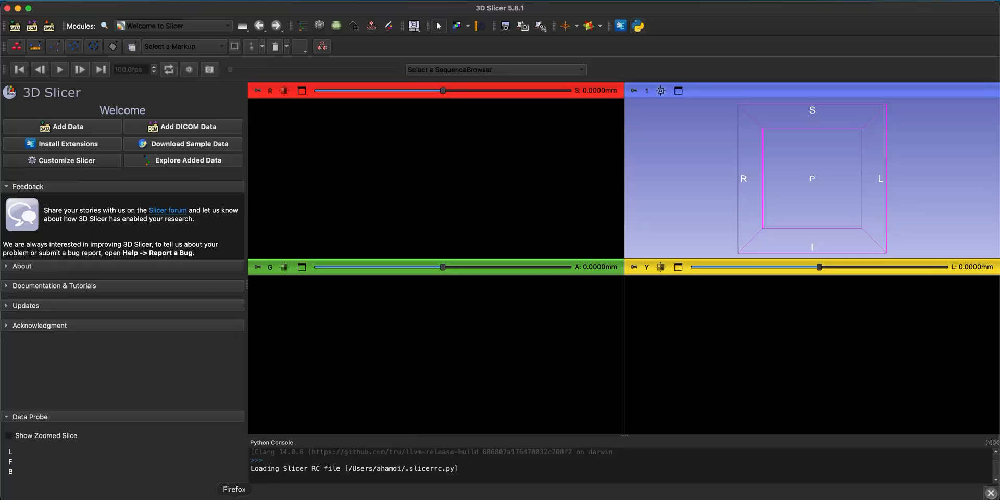 3D Slicer 5.8.1
DATA DCM SAVE Modules: Welcome to Slicer
Select a Markup
100.0fps Select a SequenceBrowser
3D Slicer
Welcome
DATA Add Data DCM Add DICOM Data
Install Extensions Download Sample Data
Customize Slicer Explore Added Data
Feedback
Share your stories with us on the Slicer forum and let us know
about how 3D Slicer has enabled your research.
We are always interested in improving 3D Slicer, to tell us about your
problem or submit a bug report, open Help -> Report a Bug.
About
Documentation & Tutorials
Updates
Acknowledgment
Data Probe
Show Zoomed Slice
L
F
B
R S: 0.0000mm
1
S
R P L
I
G A: 0.0000mm
Y L: 0.0000mm
Python Console
[Clang 14.0.6 (https://github.com/tru/llvm-release-build 686807a176470032c208f2 on darwin
>>>
Loading Slicer RC file [/Users/ahamdi/.slicerrc.py]
Firefox